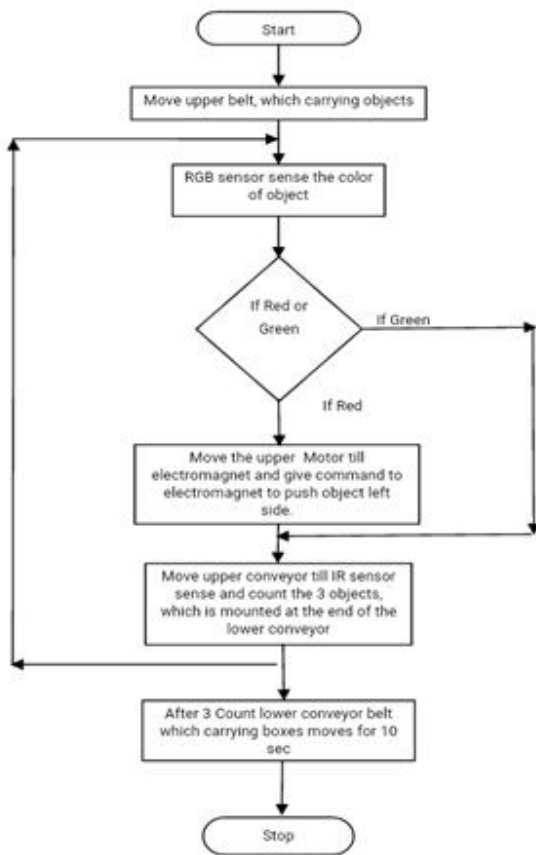 Start
Move upper belt, which carrying objects
RGB sensor sense the color
of object
If Red or
Green
If Green
If Red
Move the upper Motor till
electromagnet and give command to
electromagnet to push object left
side.
Move upper conveyor till IR sensor
sense and count the 3 objects,
which is mounted at the end of the
lower conveyor
After 3 Count lower conveyor belt
which carrying boxes moves for 10
sec
Stop